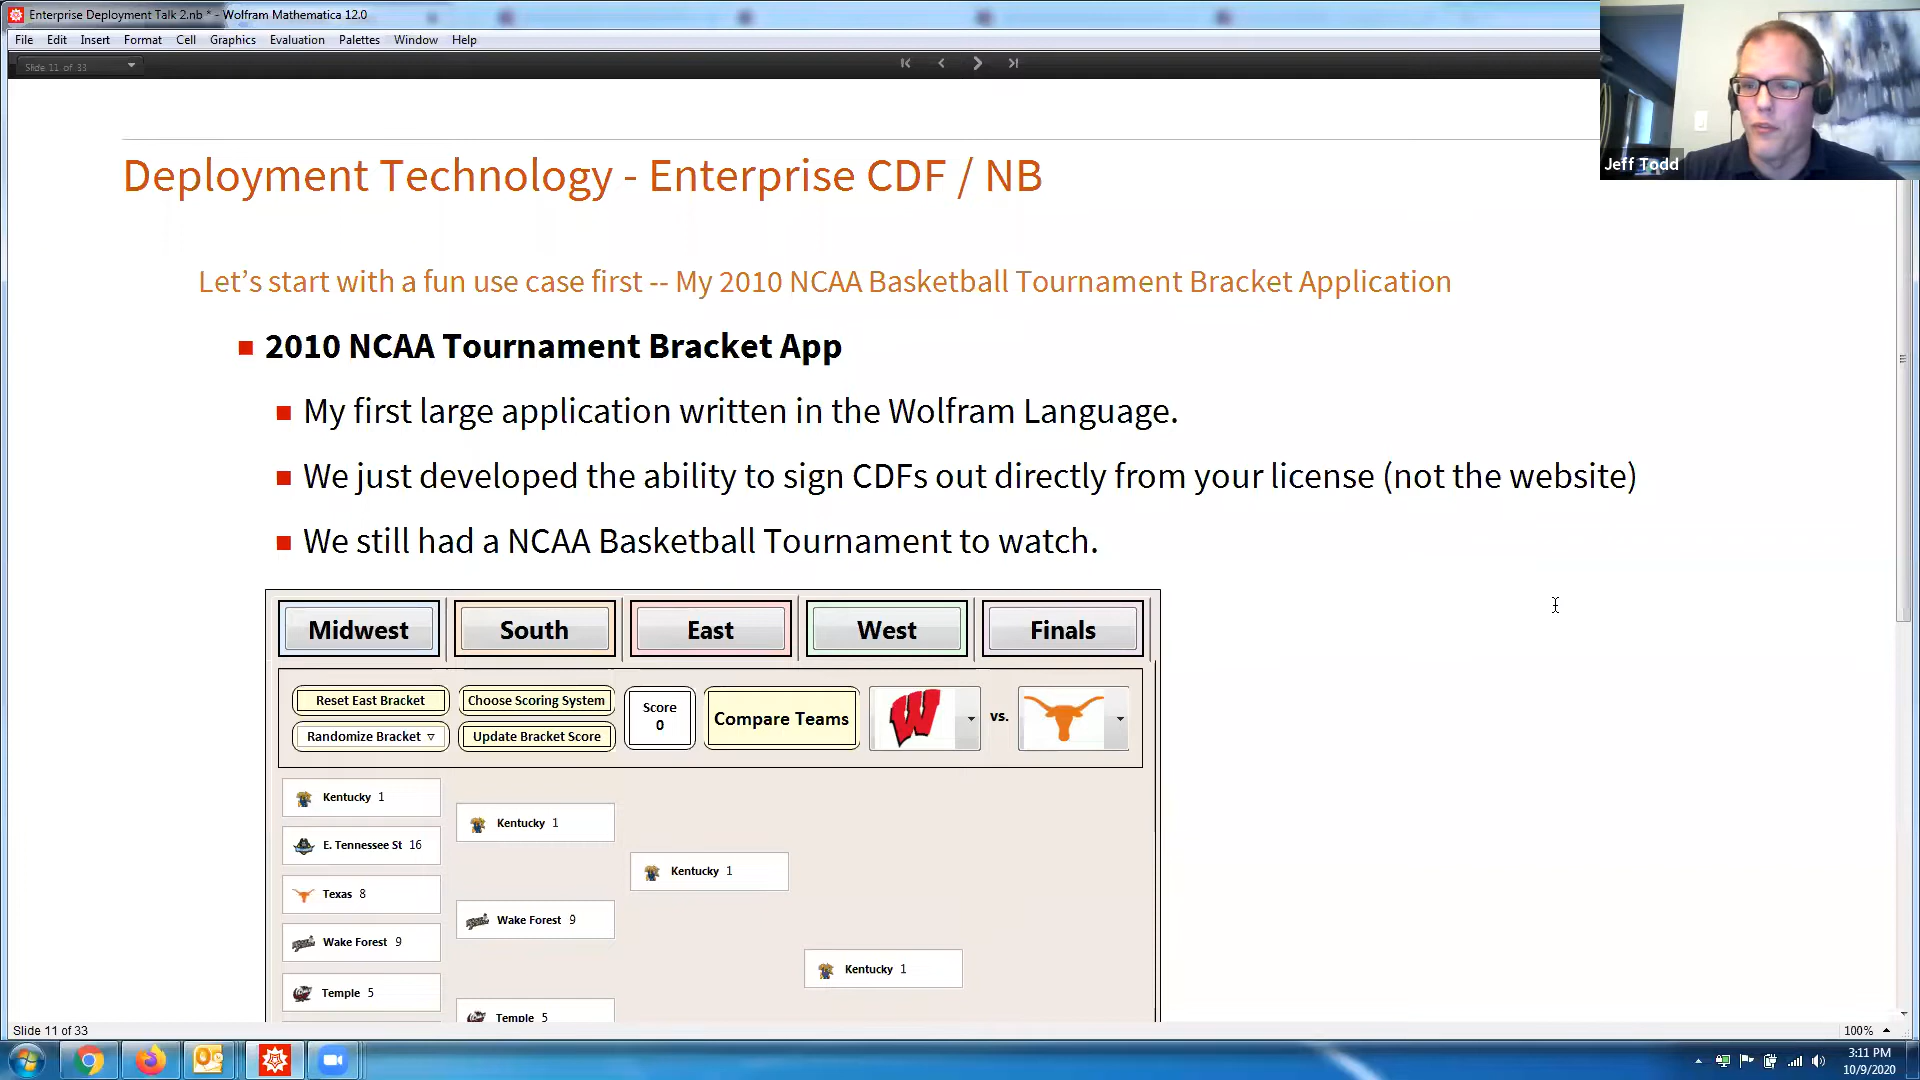 Enterprise Deployment Talk 2.nb * - Wolfram Mathematica 12.0
File Edit Insert Format Cell Graphics Evaluation Palettes Window Help
Slide 11 of 33
Jeff Todd
Deployment Technology - Enterprise CDF / NB
Let's start with a fun use case first -- My 2010 NCAA Basketball Tournament Bracket Application
2010 NCAA Tournament Bracket App
My first large application written in the Wolfram Language.
We just developed the ability to sign CDFs out directly from your license (not the website)
We still had a NCAA Basketball Tournament to watch.
Midwest South East West Finals
Reset East Bracket Choose Scoring System Score Compare Teams W vs.
Randomize Bracket Update Bracket Score 0
Kentucky 1
Kentucky 1
E. Tennessee St 16
Kentucky 1
Texas 8
Wake Forest 9
Wake Forest 9
Kentucky 1
Temple 5
Temple 5
Slide 11 of 33
100%
3:11 PM
10/9/2020